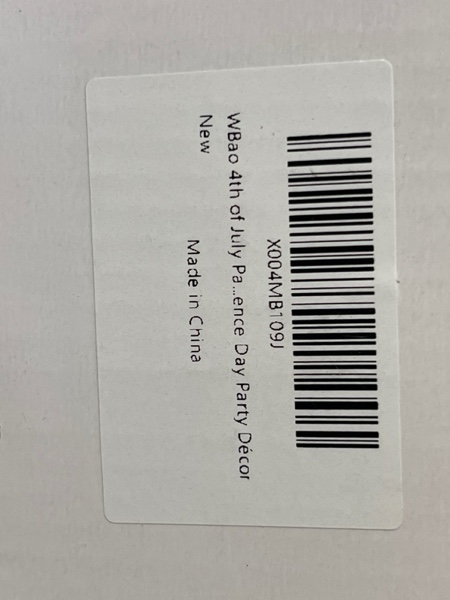 X004MB109J
WBao 4th of July Pa...ence Day Party Décor
New
Made in China